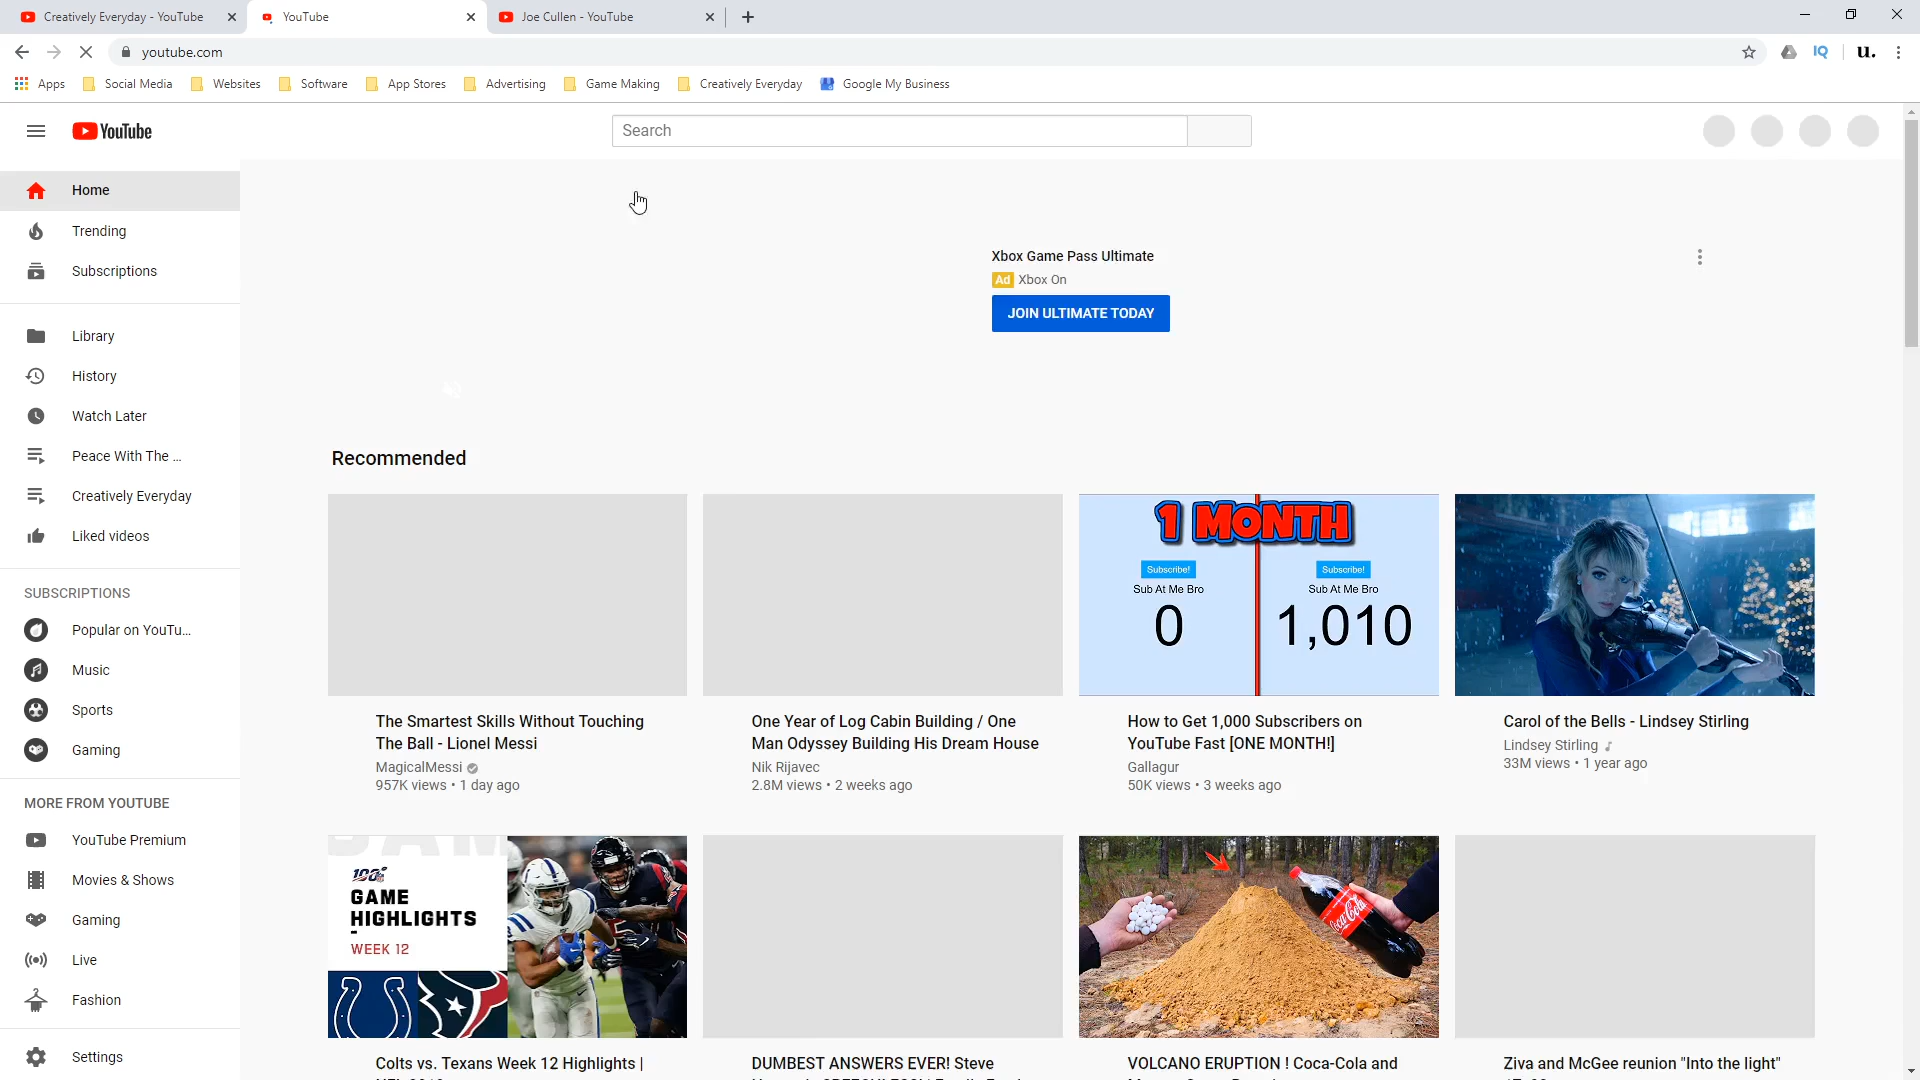 Creatively Everyday - YouTube
YouTube
Joe Cullen - YouTube
youtube.com
IQ
u.
Apps
Social Media
Websites
Software
App Stores
Advertising
Game Making
Creatively Everyday
Google My Business
YouTube
Search
Home
Trending
Subscriptions
Library
History
Watch Later
Peace With The ...
Creatively Everyday
Liked videos
SUBSCRIPTIONS
Popular on YouTu...
Music
Sports
Gaming
MORE FROM YOUTUBE
YouTube Premium
Movies & Shows
Gaming
Live
Fashion
Settings
Xbox Game Pass Ultimate
Ad Xbox On
JOIN ULTIMATE TODAY
Recommended
1 MONTH
Subscribe!
Sub At Me Bro
0
Subscribe!
Sub At Me Bro
1,010
The Smartest Skills Without Touching
The Ball - Lionel Messi
MagicalMessi
957K views • 1 day ago
One Year of Log Cabin Building / One
Man Odyssey Building His Dream House
Nik Rijavec
2.8M views • 2 weeks ago
How to Get 1,000 Subscribers on
YouTube Fast [ONE MONTH!]
Gallagur
50K views • 3 weeks ago
Carol of the Bells - Lindsey Stirling
Lindsey Stirling
33M views • 1 year ago
100
GAME
HIGHLIGHTS
WEEK 12
Coca-Cola
Colts vs. Texans Week 12 Highlights |
DUMBEST ANSWERS EVER! Steve
VOLCANO ERUPTION ! Coca-Cola and
Ziva and McGee reunion "Into the light"